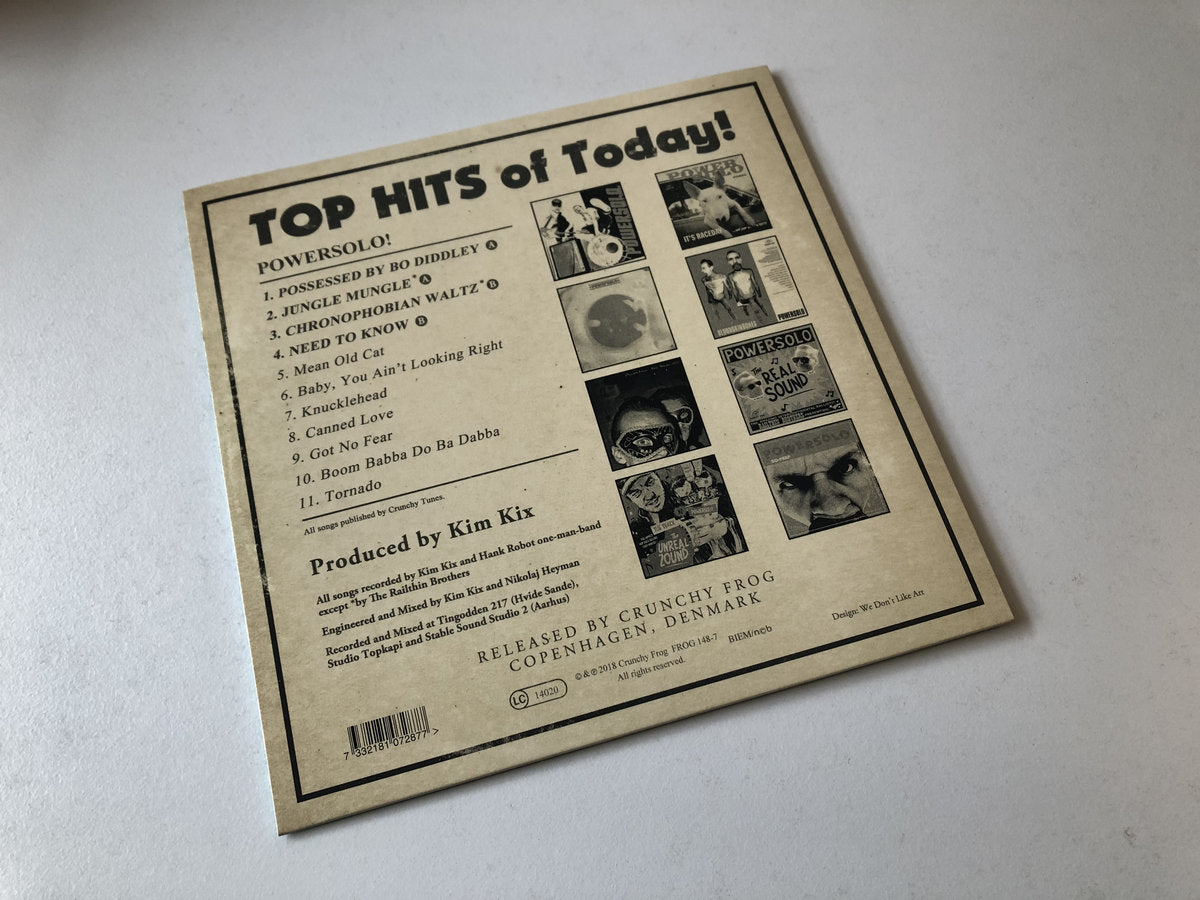 TOP HITS of Today!
POWERSOLO!
1. POSSESSED BY BO DIDDLEY A
2. JUNGLE MUNGLE* A
3. CHRONOPHOBIAN WALTZ* B
4. NEED TO KNOW B
5. Mean Old Cat
6. Baby, You Ain't Looking Right
7. Knucklehead
8. Canned Love
9. Got No Fear
10. Boom Babba Do Ba Dabba
11. Tornado
All songs published by Crunchy Tunes.
Produced by Kim Kix
All songs recorded by Kim Kix and Hank Robot one-man-band
except *by The Railthin Brothers
Engineered and Mixed by Kim Kix and Nikolaj Heyman
Recorded and Mixed at Tingodden 217 (Hvide Sande),
Studio Topkapi and Stable Sound Studio 2 (Aarhus)
POWERSOLO
POWER
SOLO
IT'S RACEDAY
BLOODSKINBONES
POWERSOLO
POWERSOLO
THE REAL
SOUND
POWERSOLO
UNREAL
ZOUND
RELEASED BY CRUNCHY FROG
COPENHAGEN, DENMARK
LC 14020
©&℗2018 Crunchy Frog FROG 148-7 BIEM/ncb
All rights reserved.
Design: We Don't Like Art
7 332181 072877 >